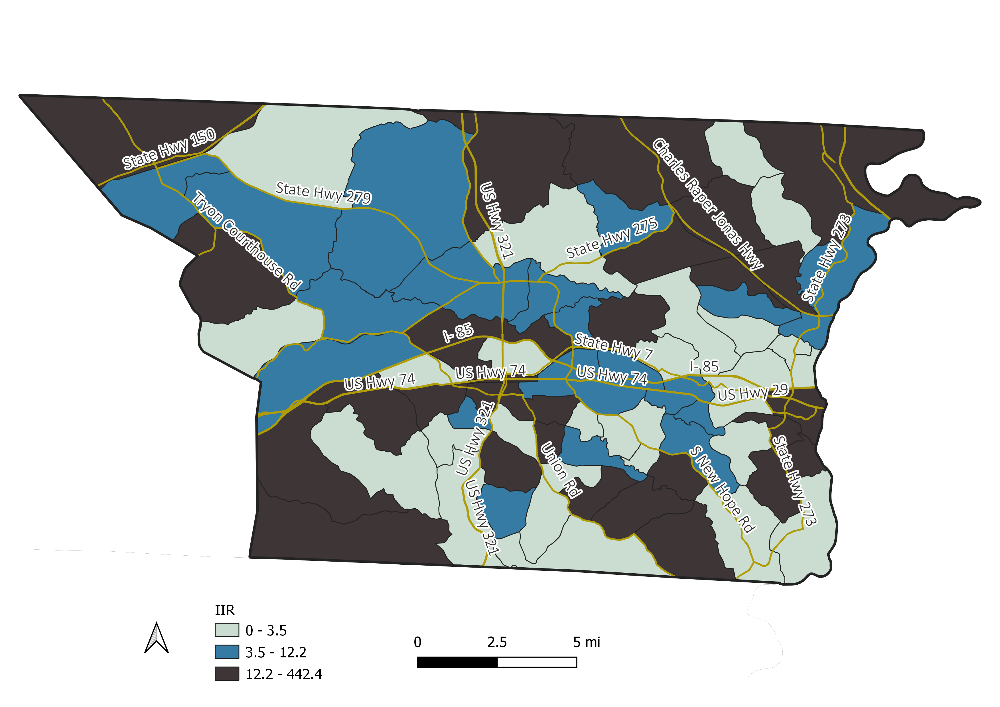 State Hwy 150
Charles Raper Jonas Hwy
State Hwy 279
US Hwy 321
Tryon Courthouse Rd
State Hwy 275
State Hwy 273
I- 85
State Hwy 7
I- 85
US Hwy 74
US Hwy 74
US Hwy 74
US Hwy 29
US Hwy 321
Union Rd
State Hwy 273
S New Hope Rd
US Hwy 321
IIR
0 - 3.5
3.5 - 12.2
12.2 - 442.4
0 2.5 5 mi